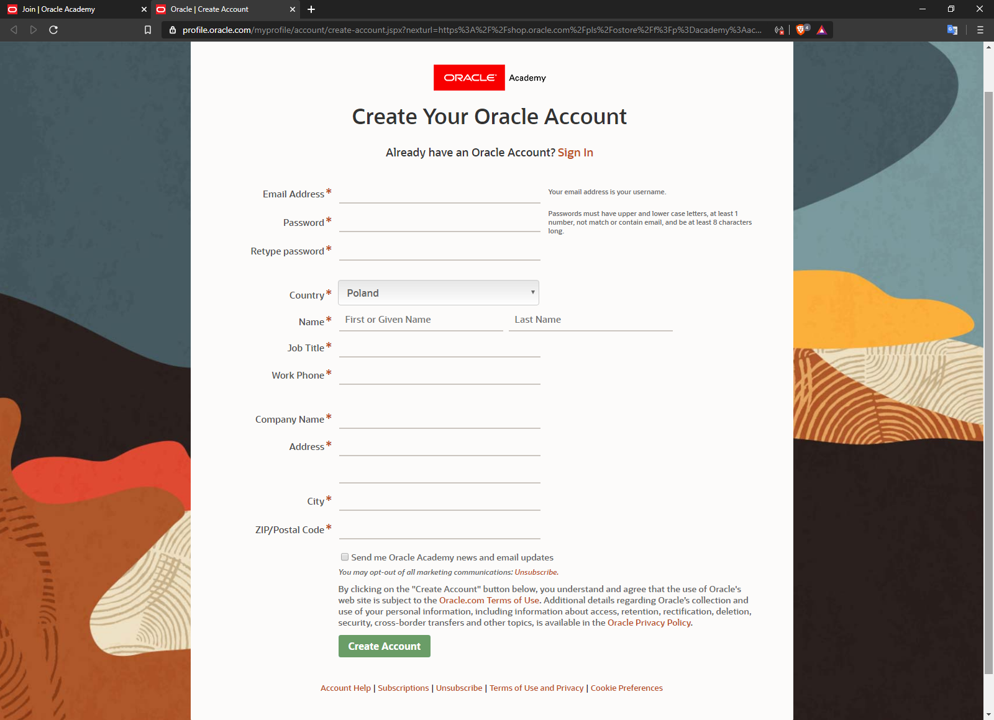 Join | Oracle Academy
Oracle | Create Account
profile.oracle.com/myprofile/account/create-account.jspx?nexturl=https%3A%2F%2Fshop.oracle.com%2Fpls%2Fostore%2Ff%3Fp%3Dacademy%3Aac...
ORACLE Academy
Create Your Oracle Account
Already have an Oracle Account? Sign In
Email Address *
Your email address is your username.
Password *
Passwords must have upper and lower case letters, at least 1
number, not match or contain email, and be at least 8 characters
long.
Retype password *
Country * Poland
Name * First or Given Name Last Name
Job Title *
Work Phone *
Company Name *
Address *
City *
ZIP/Postal Code *
Send me Oracle Academy news and email updates
You may opt-out of all marketing communications: Unsubscribe.
By clicking on the "Create Account" button below, you understand and agree that the use of Oracle's
web site is subject to the Oracle.com Terms of Use. Additional details regarding Oracle's collection and
use of your personal information, including information about access, retention, rectification, deletion,
security, cross-border transfers and other topics, is available in the Oracle Privacy Policy.
Create Account
Account Help | Subscriptions | Unsubscribe | Terms of Use and Privacy | Cookie Preferences